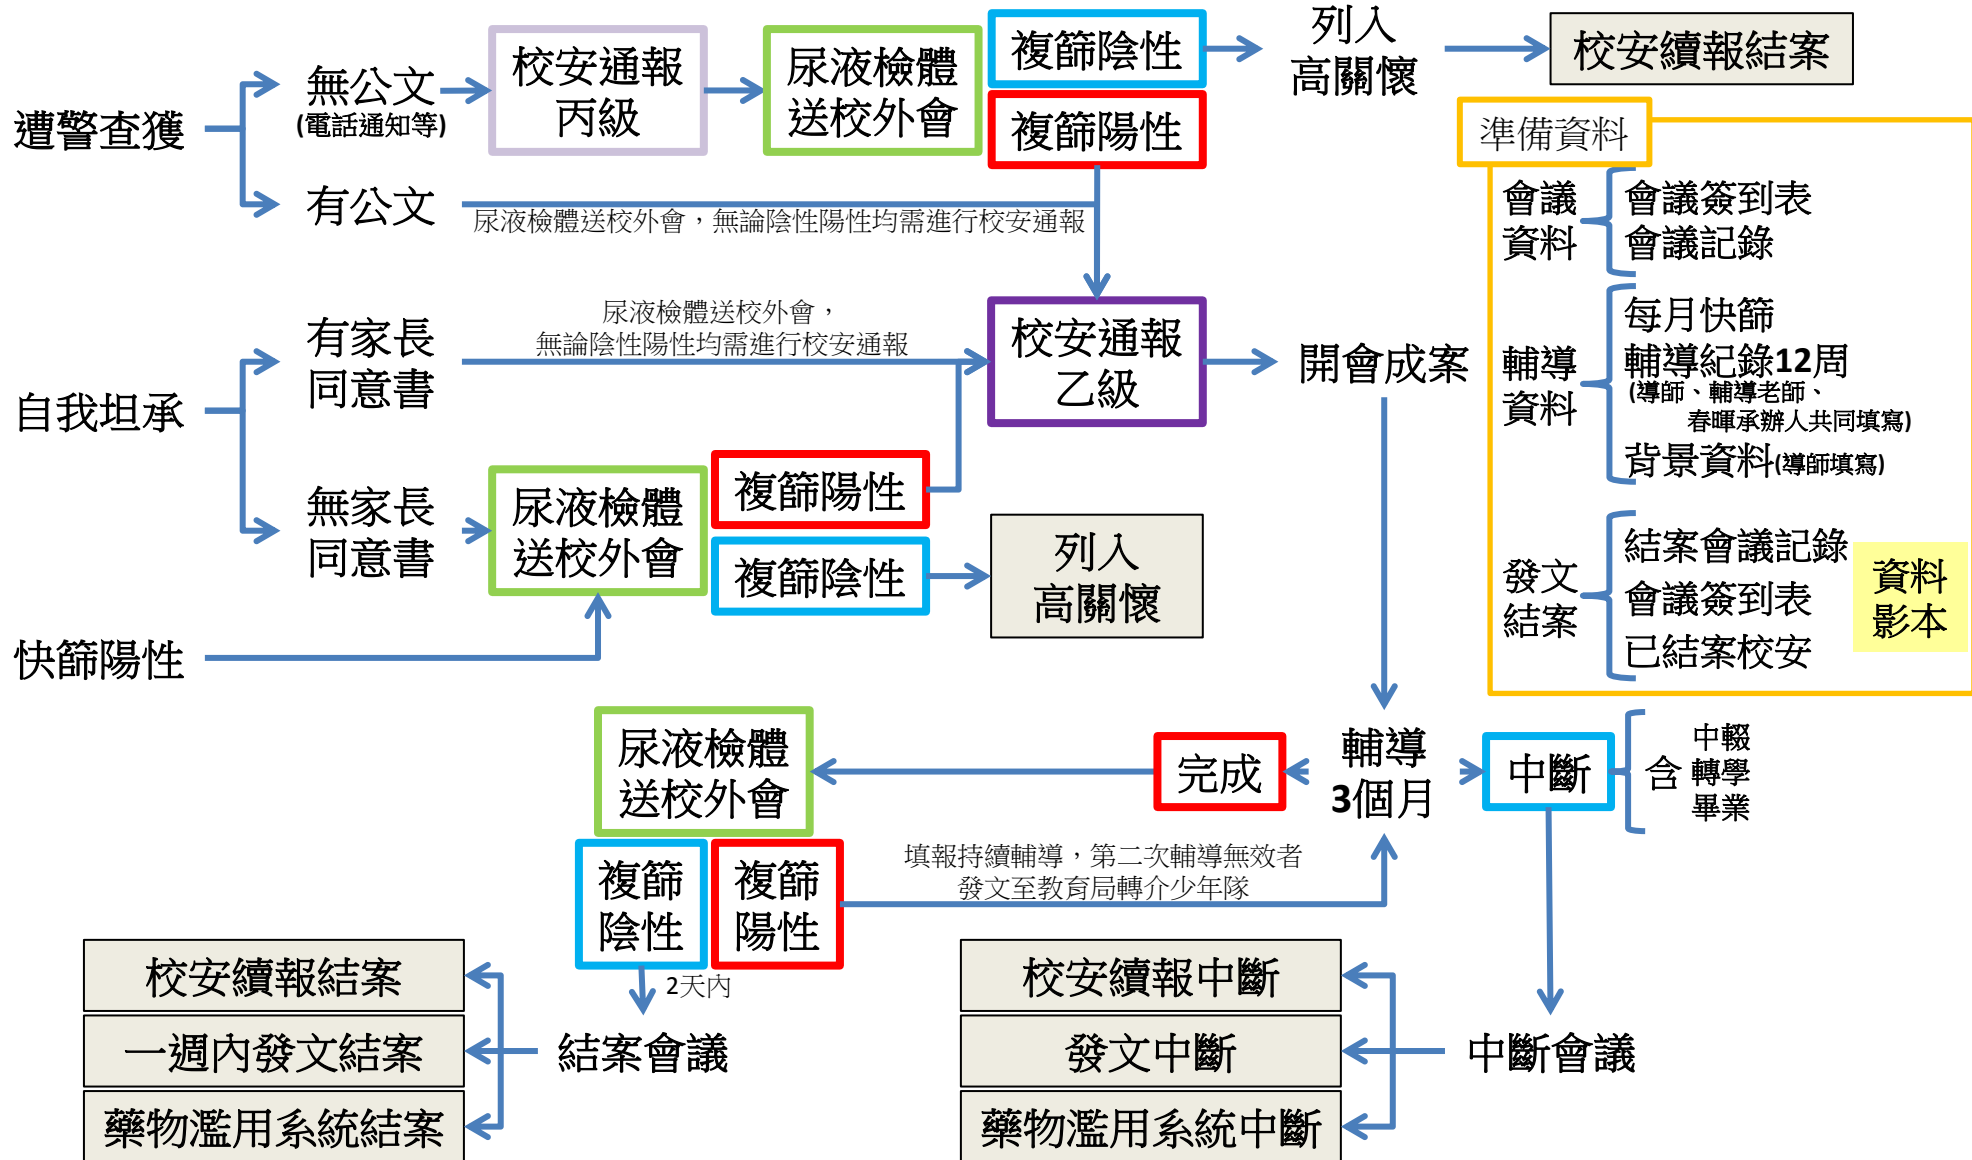 遭警查獲
無公文
(電話通知等)
有公文
校安通報
丙級
尿液檢體
送校外會
複篩陰性
複篩陽性
列入
高關懷
校安續報結案
尿液檢體送校外會，無論陰性陽性均需進行校安通報
自我坦承
有家長
同意書
無家長
同意書
尿液檢體送校外會，
無論陰性陽性均需進行校安通報
校安通報
乙級
開會成案
尿液檢體
送校外會
複篩陽性
複篩陰性
列入
高關懷
快篩陽性
準備資料
會議
資料
會議簽到表
會議記錄
輔導
資料
每月快篩
輔導紀錄12周
(導師、輔導老師、
春暉承辦人共同填寫)
背景資料(導師填寫)
發文
結案
結案會議記錄
會議簽到表
已結案校安
資料
影本
輔導
3個月
完成
中斷
含
中輟
轉學
畢業
尿液檢體
送校外會
複篩
陰性
複篩
陽性
填報持續輔導，第二次輔導無效者
發文至教育局轉介少年隊
2天內
結案會議
校安續報結案
一週內發文結案
藥物濫用系統結案
中斷會議
校安續報中斷
發文中斷
藥物濫用系統中斷